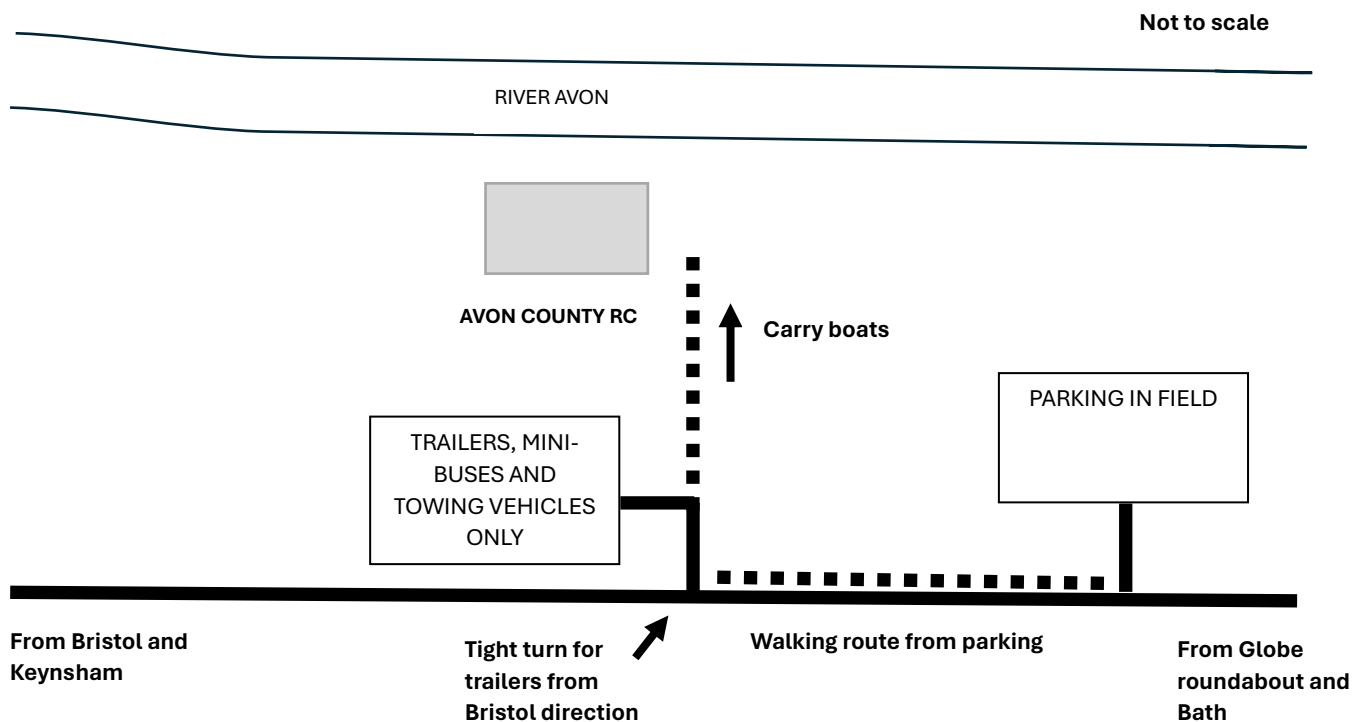 Not to scale
RIVER AVON
AVON COUNTY RC
Carry boats
PARKING IN FIELD
TRAILERS, MINI-
BUSES AND
TOWING VEHICLES
ONLY
From Bristol and
Keynsham
Tight turn for
trailers from
Bristol direction
Walking route from parking
From Globe
roundabout and
Bath